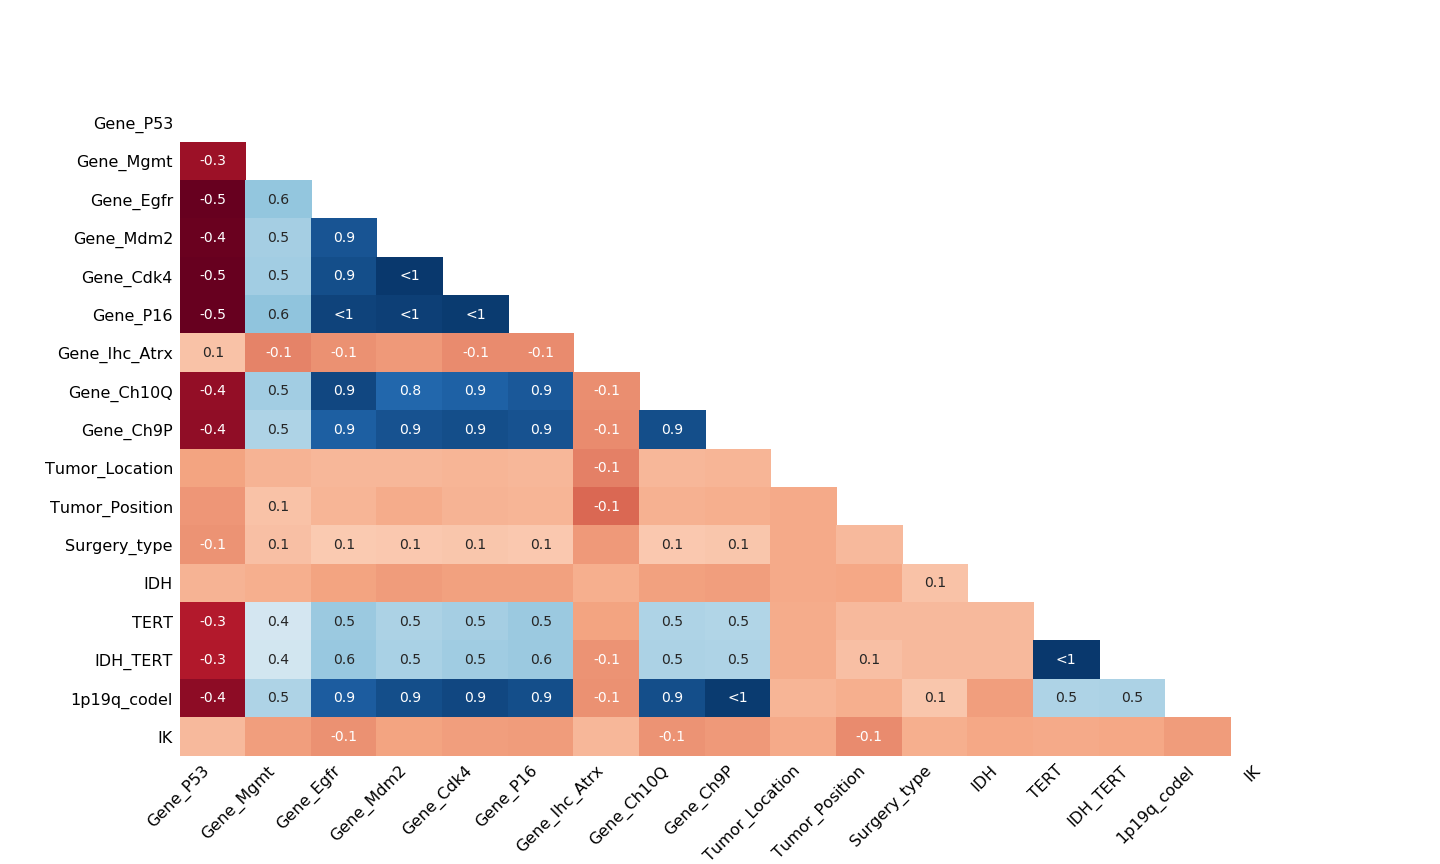 Gene_P53
Gene_Mgmt -0.3
Gene_Egfr -0.5 0.6
Gene_Mdm2 -0.4 0.5 0.9
Gene_Cdk4 -0.5 0.5 0.9 <1
Gene_P16 -0.5 0.6 <1 <1 <1
Gene_Ihc_Atrx 0.1 -0.1 -0.1 -0.1 -0.1
Gene_Ch10Q -0.4 0.5 0.9 0.8 0.9 0.9 -0.1
Gene_Ch9P -0.4 0.5 0.9 0.9 0.9 0.9 -0.1 0.9
Tumor_Location -0.1
Tumor_Position 0.1 -0.1
Surgery_type -0.1 0.1 0.1 0.1 0.1 0.1 0.1 0.1
IDH 0.1
TERT -0.3 0.4 0.5 0.5 0.5 0.5 0.5 0.5
IDH_TERT -0.3 0.4 0.6 0.5 0.5 0.6 -0.1 0.5 0.5 0.1 <1
1p19q_codel -0.4 0.5 0.9 0.9 0.9 0.9 -0.1 0.9 <1 0.1 0.5 0.5
IK -0.1 -0.1 -0.1
Gene_P53 Gene_Mgmt Gene_Egfr Gene_Mdm2 Gene_Cdk4 Gene_P16 Gene_Ihc_Atrx Gene_Ch10Q Gene_Ch9P Tumor_Location Tumor_Position Surgery_type IDH TERT IDH_TERT 1p19q_codel IK